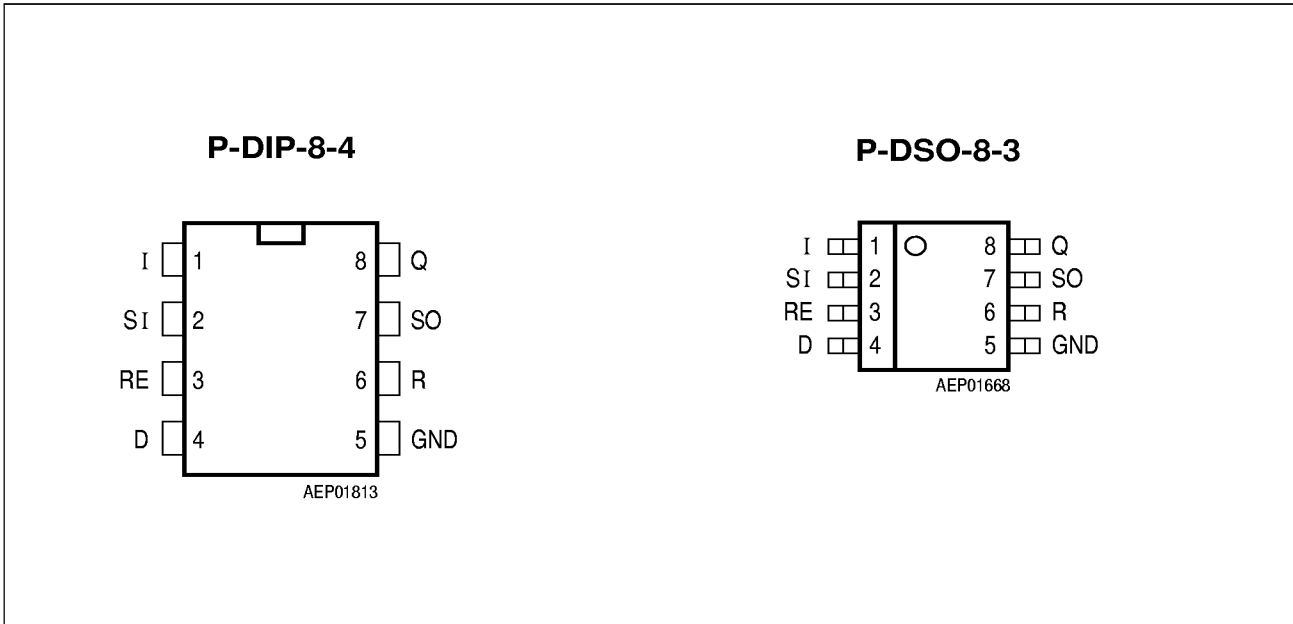 P-DIP-8-4
I 1 8 Q
SI 2 7 SO
RE 3 6 R
D 4 5 GND
AEP01813
P-DSO-8-3
I 1 8 Q
SI 2 7 SO
RE 3 6 R
D 4 5 GND
AEP01668